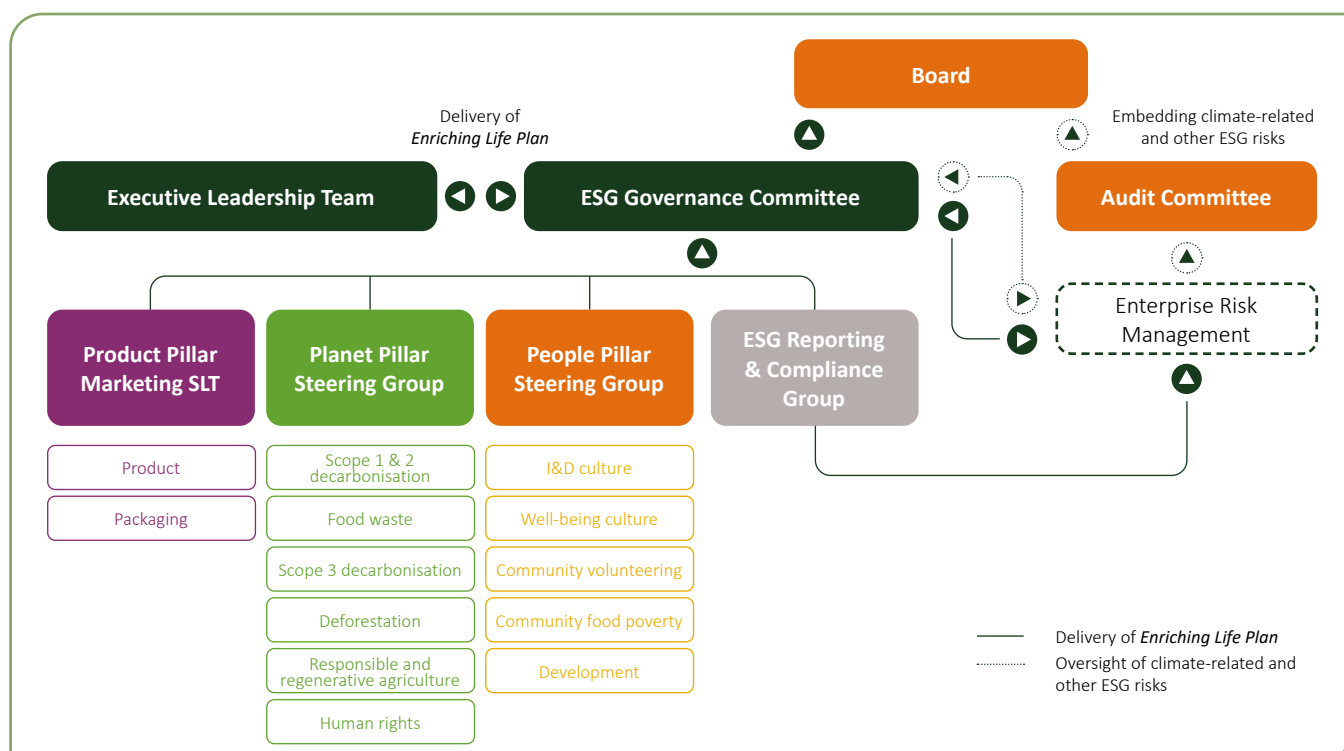 Board
Delivery of
Enriching Life Plan
Embedding climate-related
and other ESG risks
Executive Leadership Team
ESG Governance Committee
Audit Committee
Enterprise Risk
Management
Product Pillar
Marketing SLT
Planet Pillar
Steering Group
People Pillar
Steering Group
ESG Reporting
& Compliance
Group
Product
Packaging
Scope 1 & 2
decarbonisation
Food waste
Scope 3 decarbonisation
Deforestation
Responsible and
regenerative agriculture
Human rights
I&D culture
Well-being culture
Community volunteering
Community food poverty
Development
Delivery of Enriching Life Plan
Oversight of climate-related and
other ESG risks